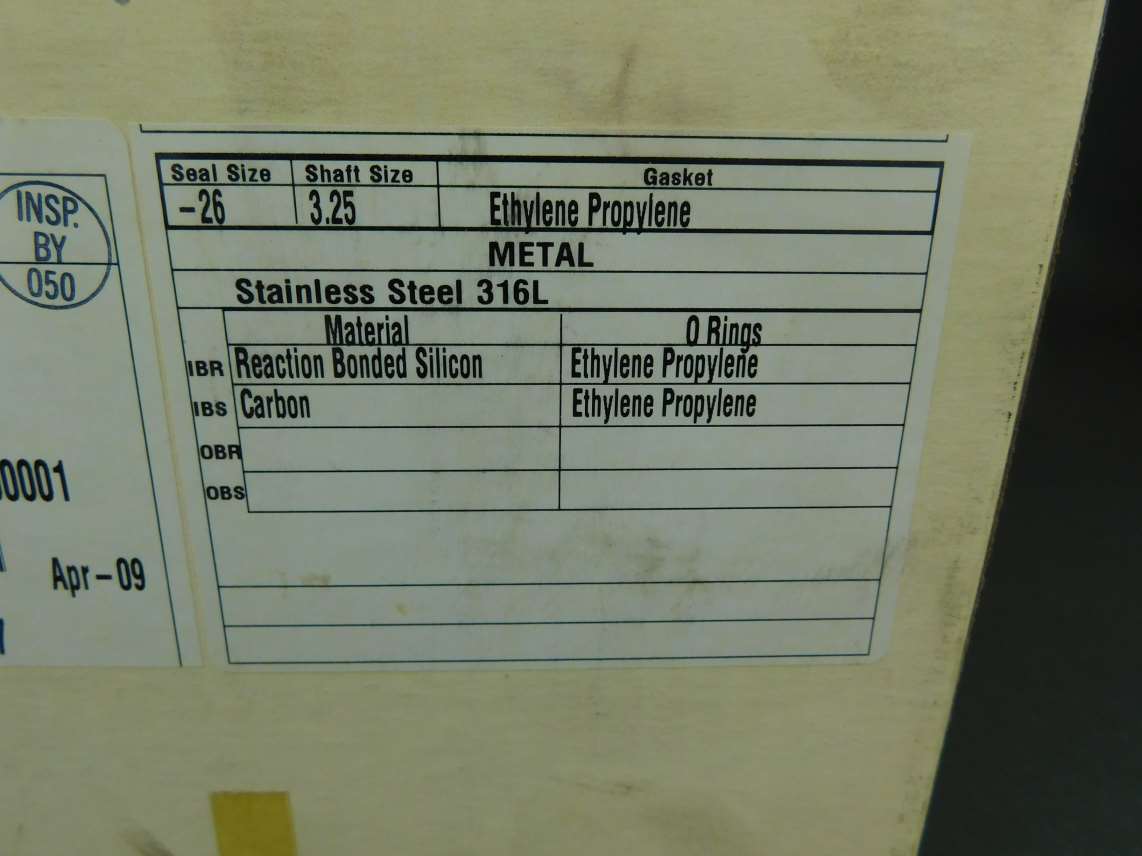 INSP.
BY
050
0001
Apr-09
Seal Size Shaft Size Gasket
-26 3.25 Ethylene Propylene
METAL
Stainless Steel 316L
Material O Rings
IBR Reaction Bonded Silicon Ethylene Propylene
IBS Carbon Ethylene Propylene
OBR
OBS